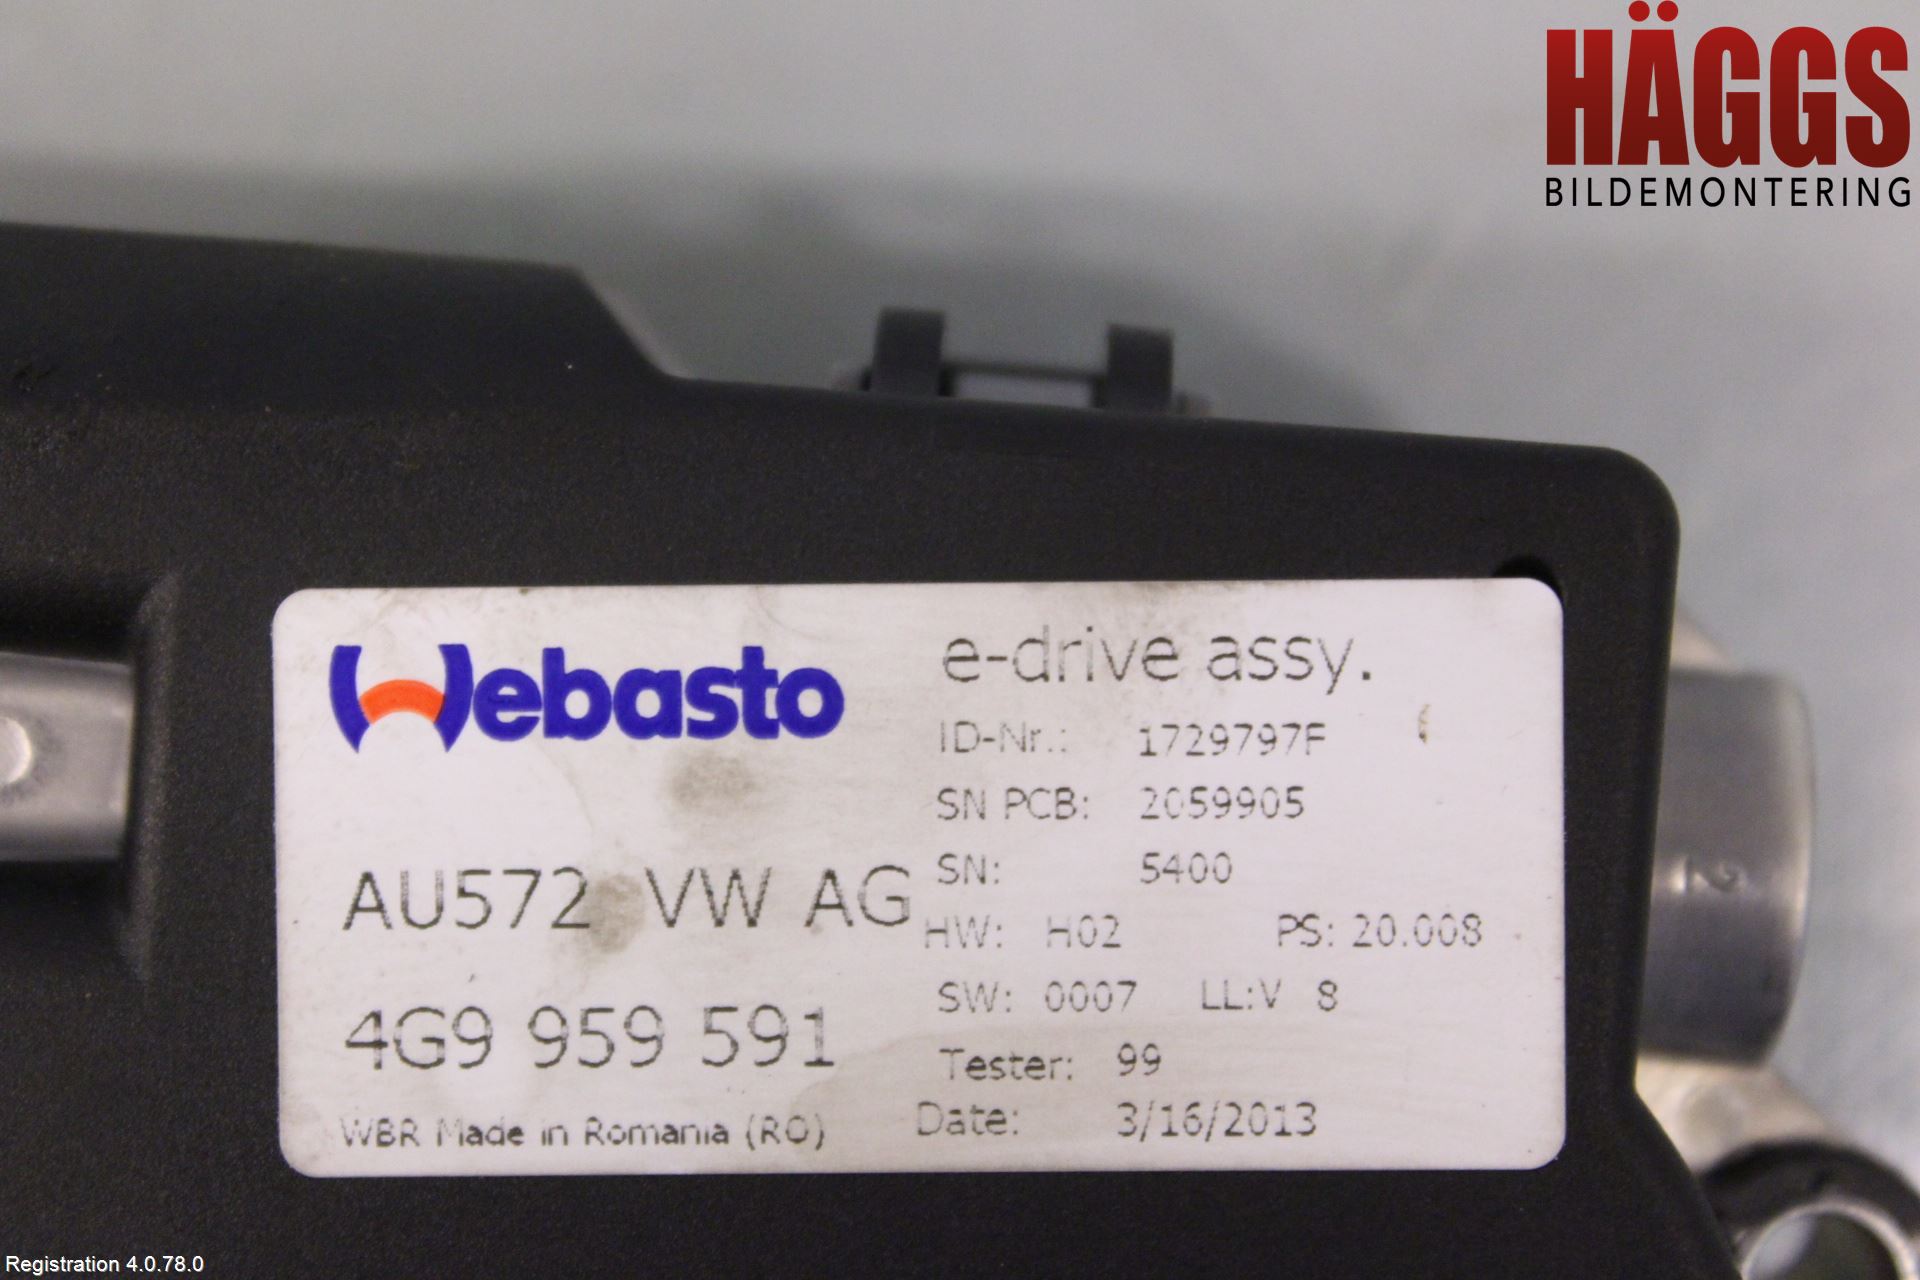 HÄGGS
BILDEMONTERING
Webasto
AU572 VW AG
4G9 959 591
WBR Made in Romania (RO)
e-drive assy.
ID-Nr.: 1729797F
SN PCB: 2059905
SN: 5400
HW: H02 PS: 20.008
SW: 0007 LL:V 8
Tester: 99
Date: 3/16/2013
Registration 4.0.78.0